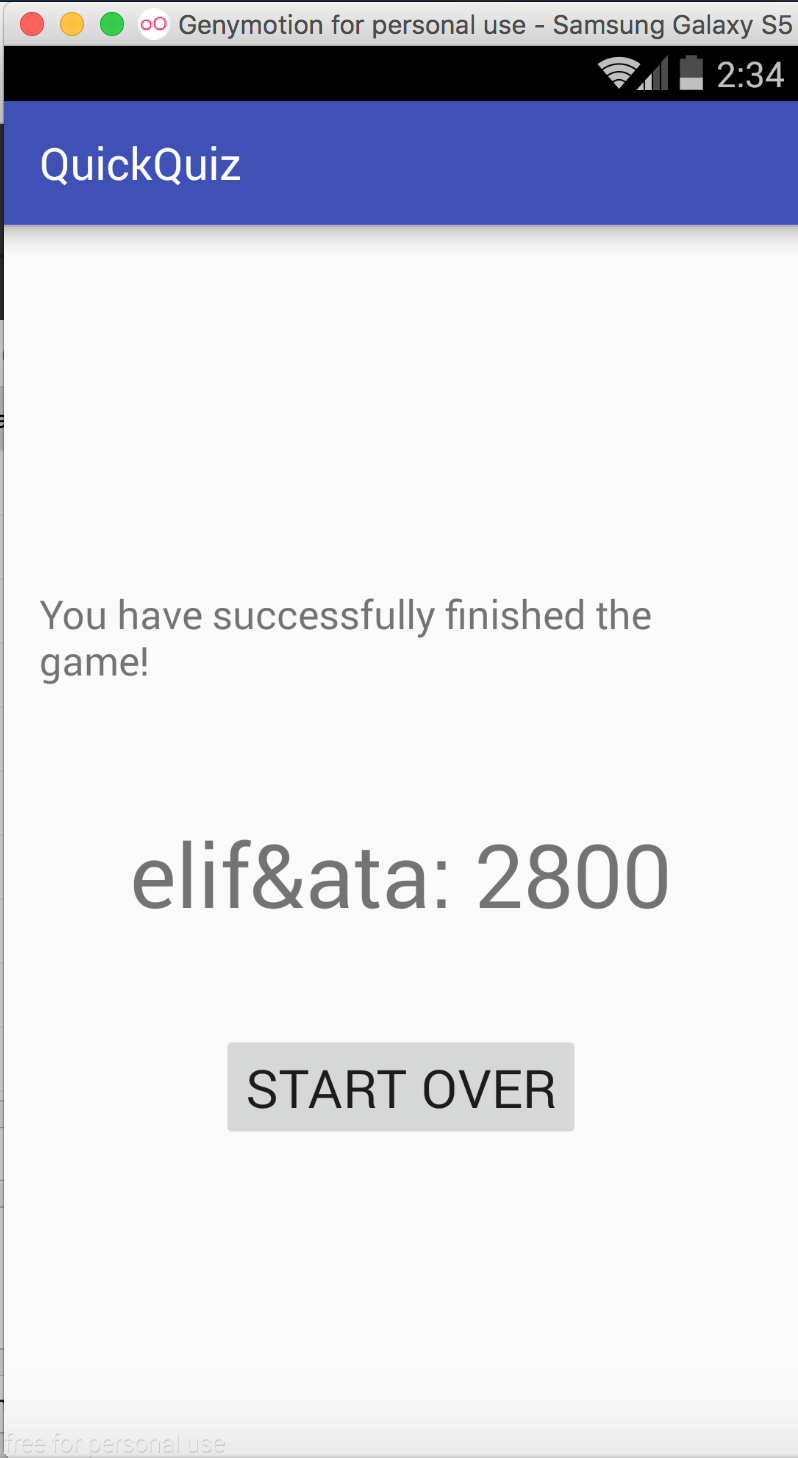 Genymotion for personal use - Samsung Galaxy S5
2:34
QuickQuiz
You have successfully finished the
game!
elif&ata: 2800
START OVER
free for personal use